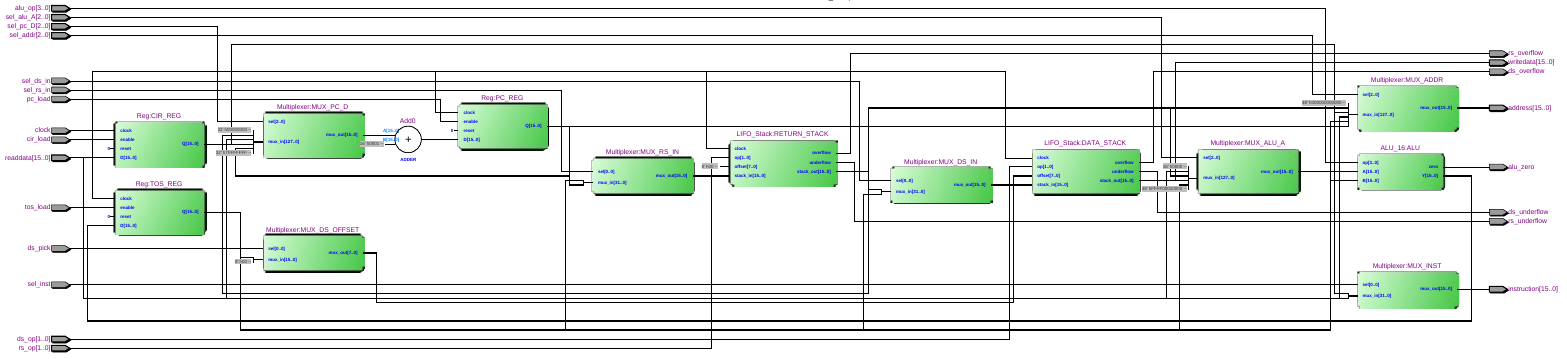 alu_op[3..0]
sel_alu_A[2..0]
sel_pc_D[2..0]
sel_addr[2..0]
sel_ds_in
sel_rs_in
pc_load
clock
cir_load
readdata[15..0]
tos_load
ds_pick
sel_inst
ds_op[1..0]
rs_op[1..0]
Reg:CIR_REG
clock
enable
reset
D[15..0]
Q[15..0]
Reg:TOS_REG
clock
enable
reset
D[15..0]
Q[15..0]
Multiplexer:MUX_PC_D
sel[2..0]
mux_in[127..0]
mux_out[15..0]
Multiplexer:MUX_DS_OFFSET
sel[0..0]
mux_in[15..0]
mux_out[7..0]
Add0
+
ADDER
Reg:PC_REG
clock
enable
reset
D[15..0]
Q[15..0]
Multiplexer:MUX_RS_IN
sel[0..0]
mux_in[31..0]
mux_out[15..0]
LIFO_Stack:RETURN_STACK
clock
op[1..0]
offset[7..0]
stack_in[15..0]
overflow
underflow
stack_out[15..0]
Multiplexer:MUX_DS_IN
sel[0..0]
mux_in[31..0]
mux_out[15..0]
LIFO_Stack:DATA_STACK
clock
op[1..0]
offset[7..0]
stack_in[15..0]
overflow
underflow
stack_out[15..0]
Multiplexer:MUX_ALU_A
sel[2..0]
mux_in[127..0]
mux_out[15..0]
Multiplexer:MUX_ADDR
sel[2..0]
mux_in[127..0]
mux_out[15..0]
ALU_16:ALU
op[3..0]
A[15..0]
B[15..0]
zero
Y[15..0]
Multiplexer:MUX_INST
sel[0..0]
mux_in[31..0]
mux_out[15..0]
rs_overflow
writedata[15..0]
ds_overflow
address[15..0]
alu_zero
ds_underflow
rs_underflow
instruction[15..0]